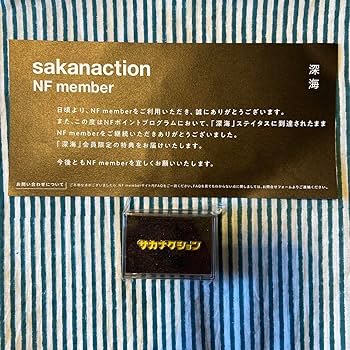 sakanaction
NF member
深海
日頃より、NF memberをご利用いただき、誠にありがとうございます。
また、この度はNFポイントプログラムにおいて、「深海」ステイタスに到達されたまま
NF memberをご継続いただきありがとうございました。
「深海」会員限定の特典をお届けいたします。
今後ともNF memberを宜しくお願いいたします。
お問い合わせについて
サカナクション